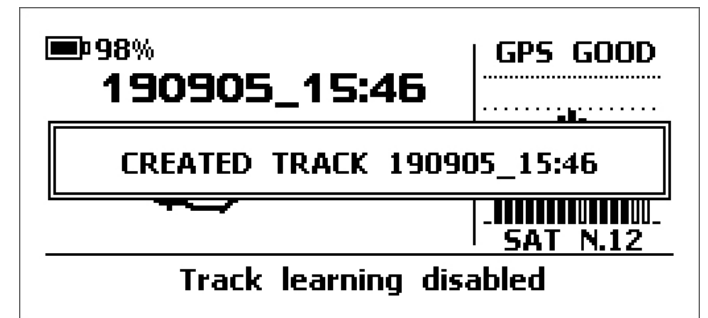 98%
GPS GOOD
190905_15:46
CREATED TRACK 190905_15:46
SAT N.12
Track learning disabled